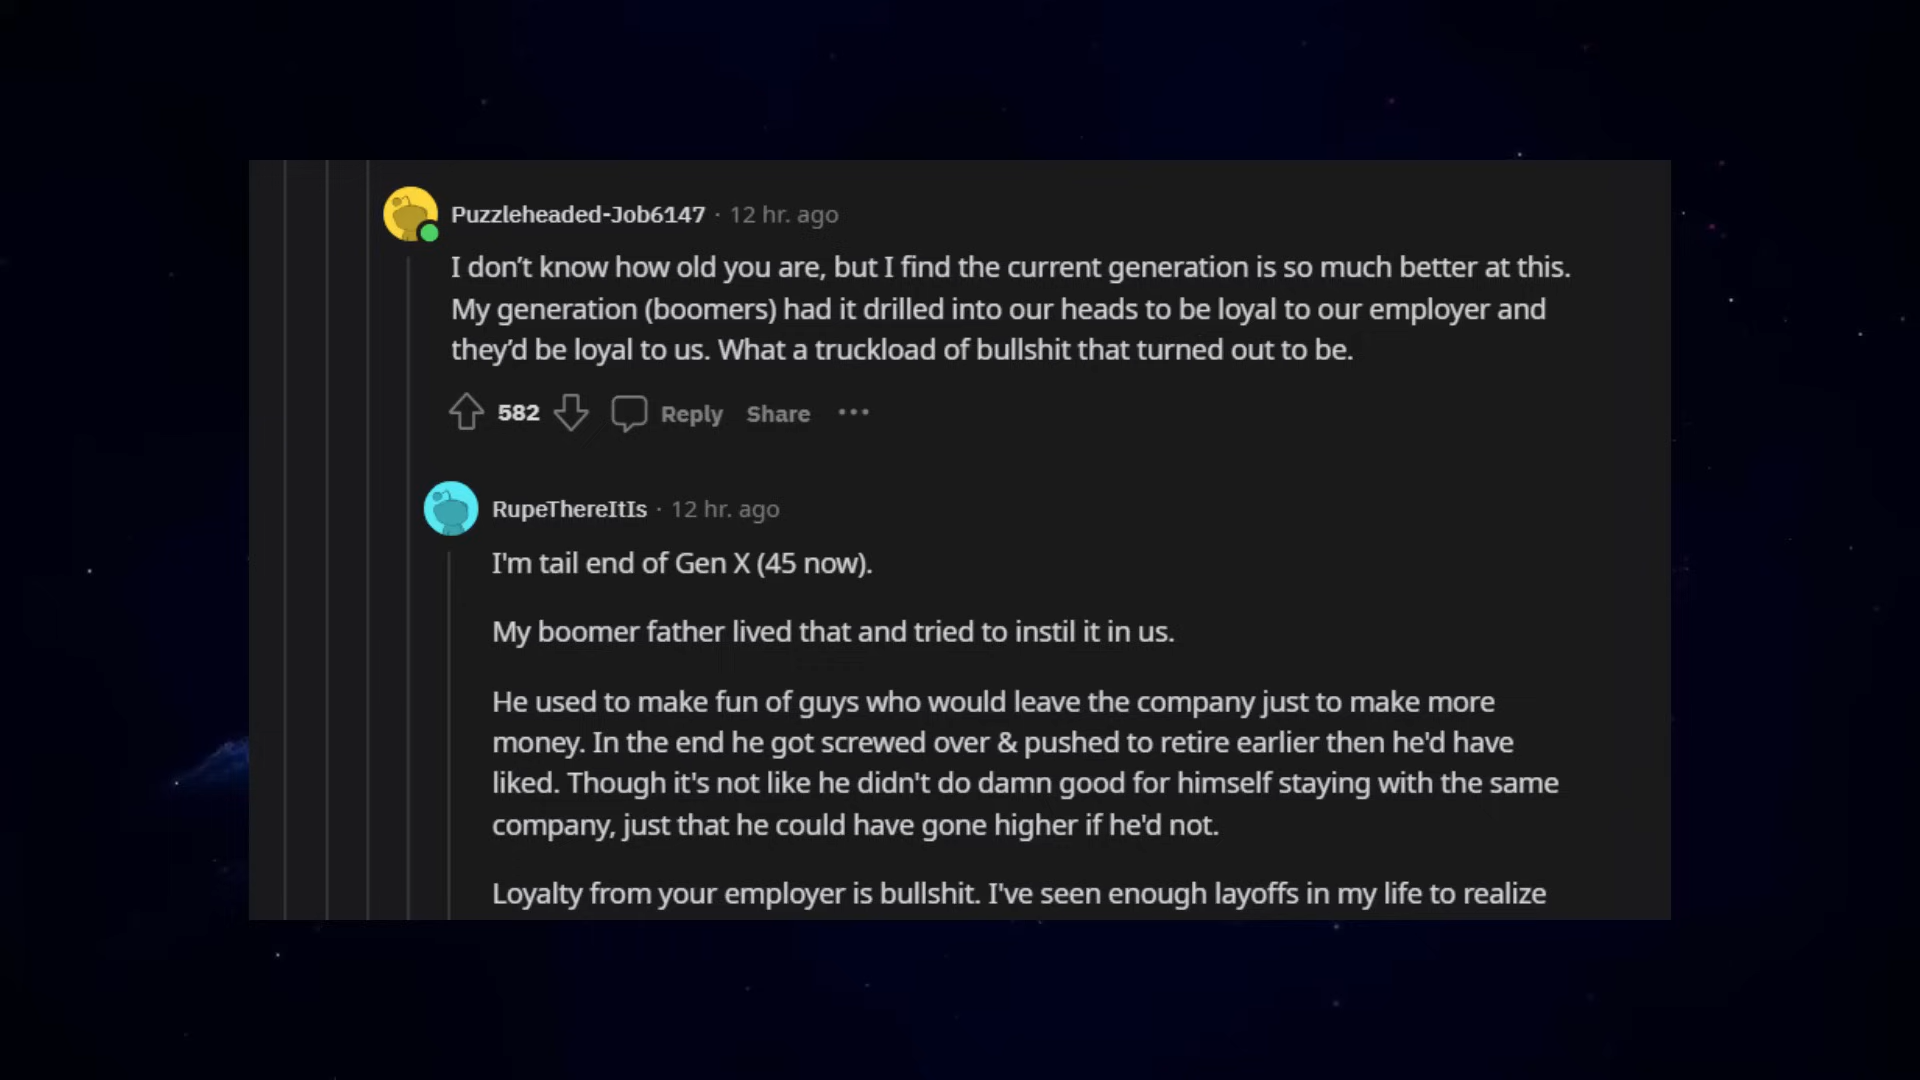 Puzzleheaded-Job6147 · 12 hr. ago
I don’t know how old you are, but I find the current generation is so much better at this.
My generation (boomers) had it drilled into our heads to be loyal to our employer and
they’d be loyal to us. What a truckload of bullshit that turned out to be.
582 Reply Share ···
RupeThereItIs · 12 hr. ago
I'm tail end of Gen X (45 now).
My boomer father lived that and tried to instil it in us.
He used to make fun of guys who would leave the company just to make more
money. In the end he got screwed over & pushed to retire earlier then he'd have
liked. Though it's not like he didn't do damn good for himself staying with the same
company, just that he could have gone higher if he'd not.
Loyalty from your employer is bullshit. I've seen enough layoffs in my life to realize